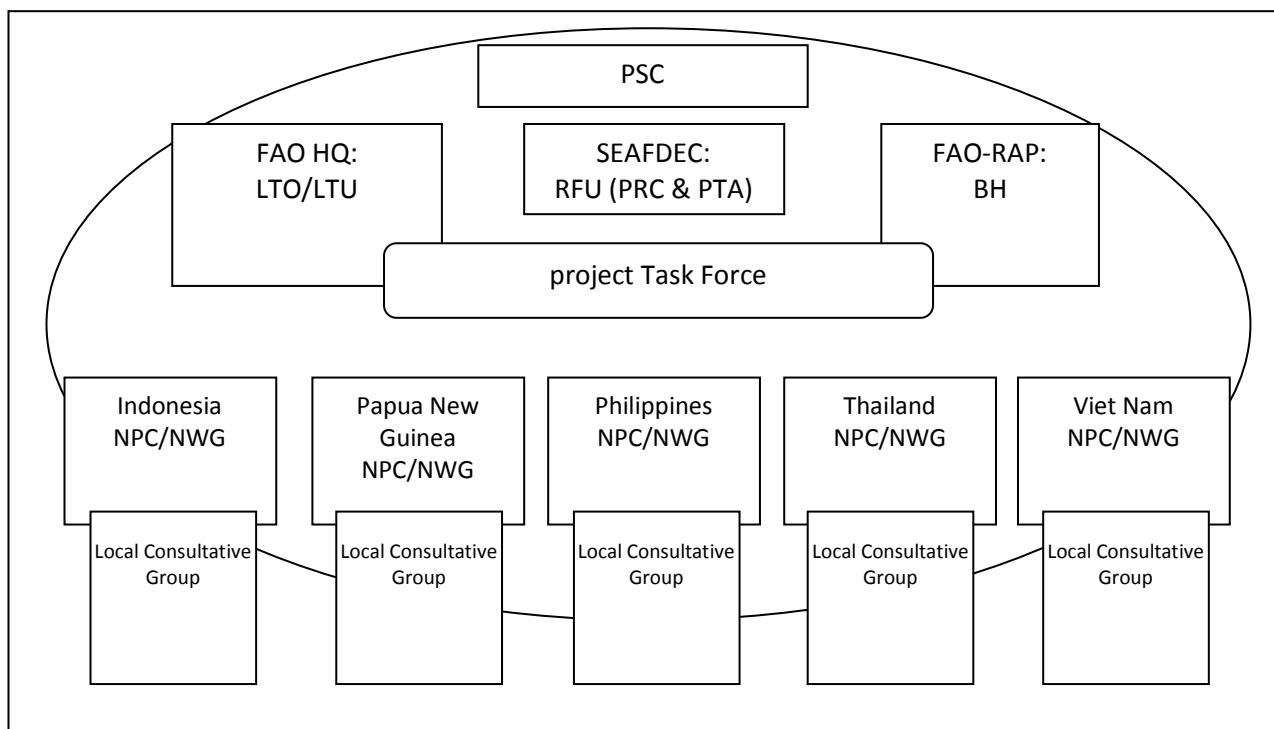 PSC
FAO HQ:
LTO/LTU
SEAFDEC:
RFU (PRC & PTA)
FAO-RAP:
BH
project Task Force
Indonesia
NPC/NWG
Papua New
Guinea
NPC/NWG
Philippines
NPC/NWG
Thailand
NPC/NWG
Viet Nam
NPC/NWG
Local Consultative
Group
Local Consultative
Group
Local Consultative
Group
Local Consultative
Group
Local Consultative
Group